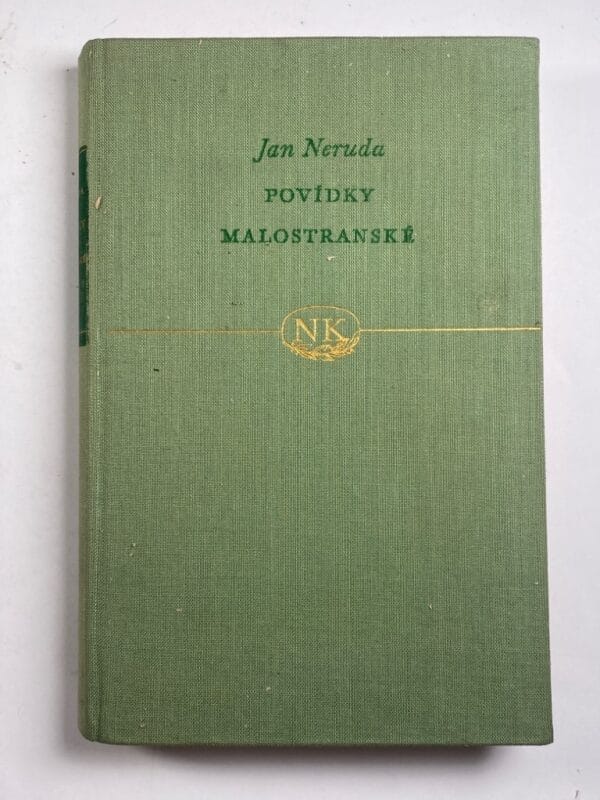 Jan Neruda
POVÍDKY
MALOSTRANSKÉ
NK